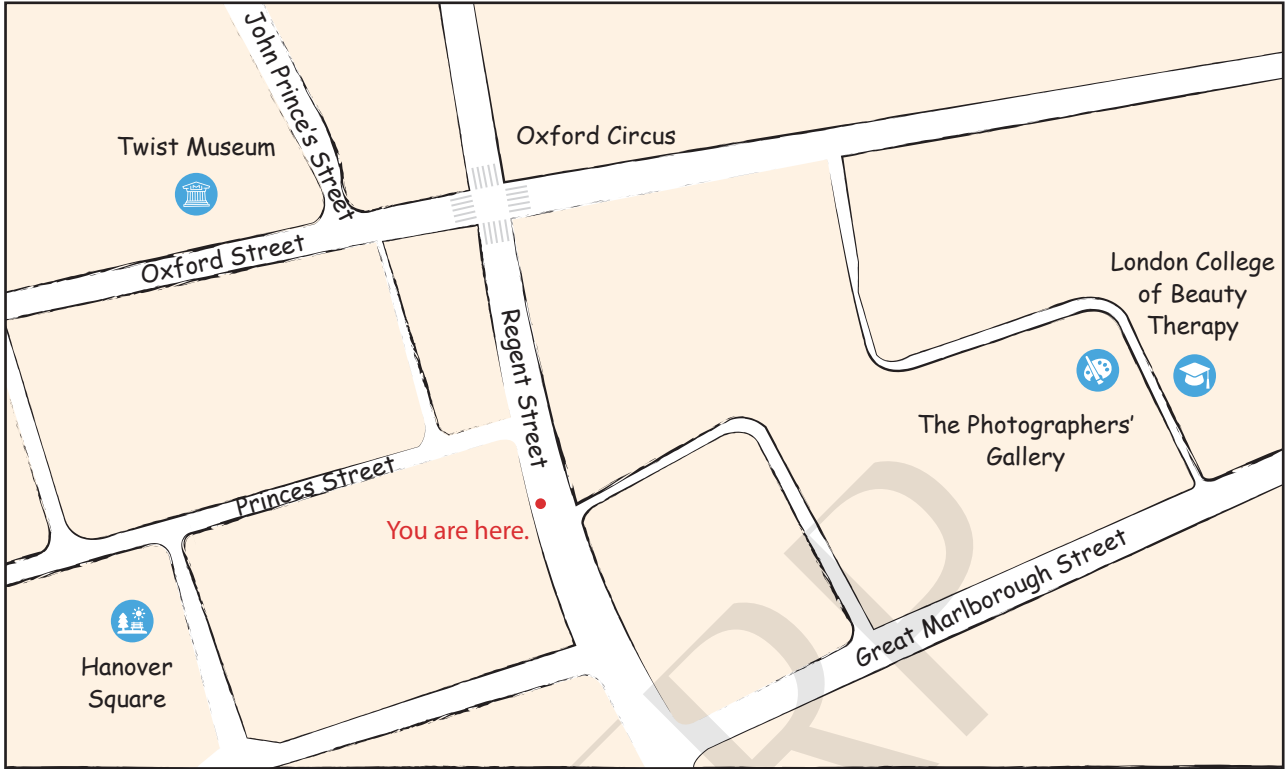 John Prince's Street
Twist Museum
Oxford Circus
Oxford Street
London College
of Beauty
Therapy
Regent Street
The Photographers'
Gallery
Princes Street
You are here.
Great Marlborough Street
Hanover
Square